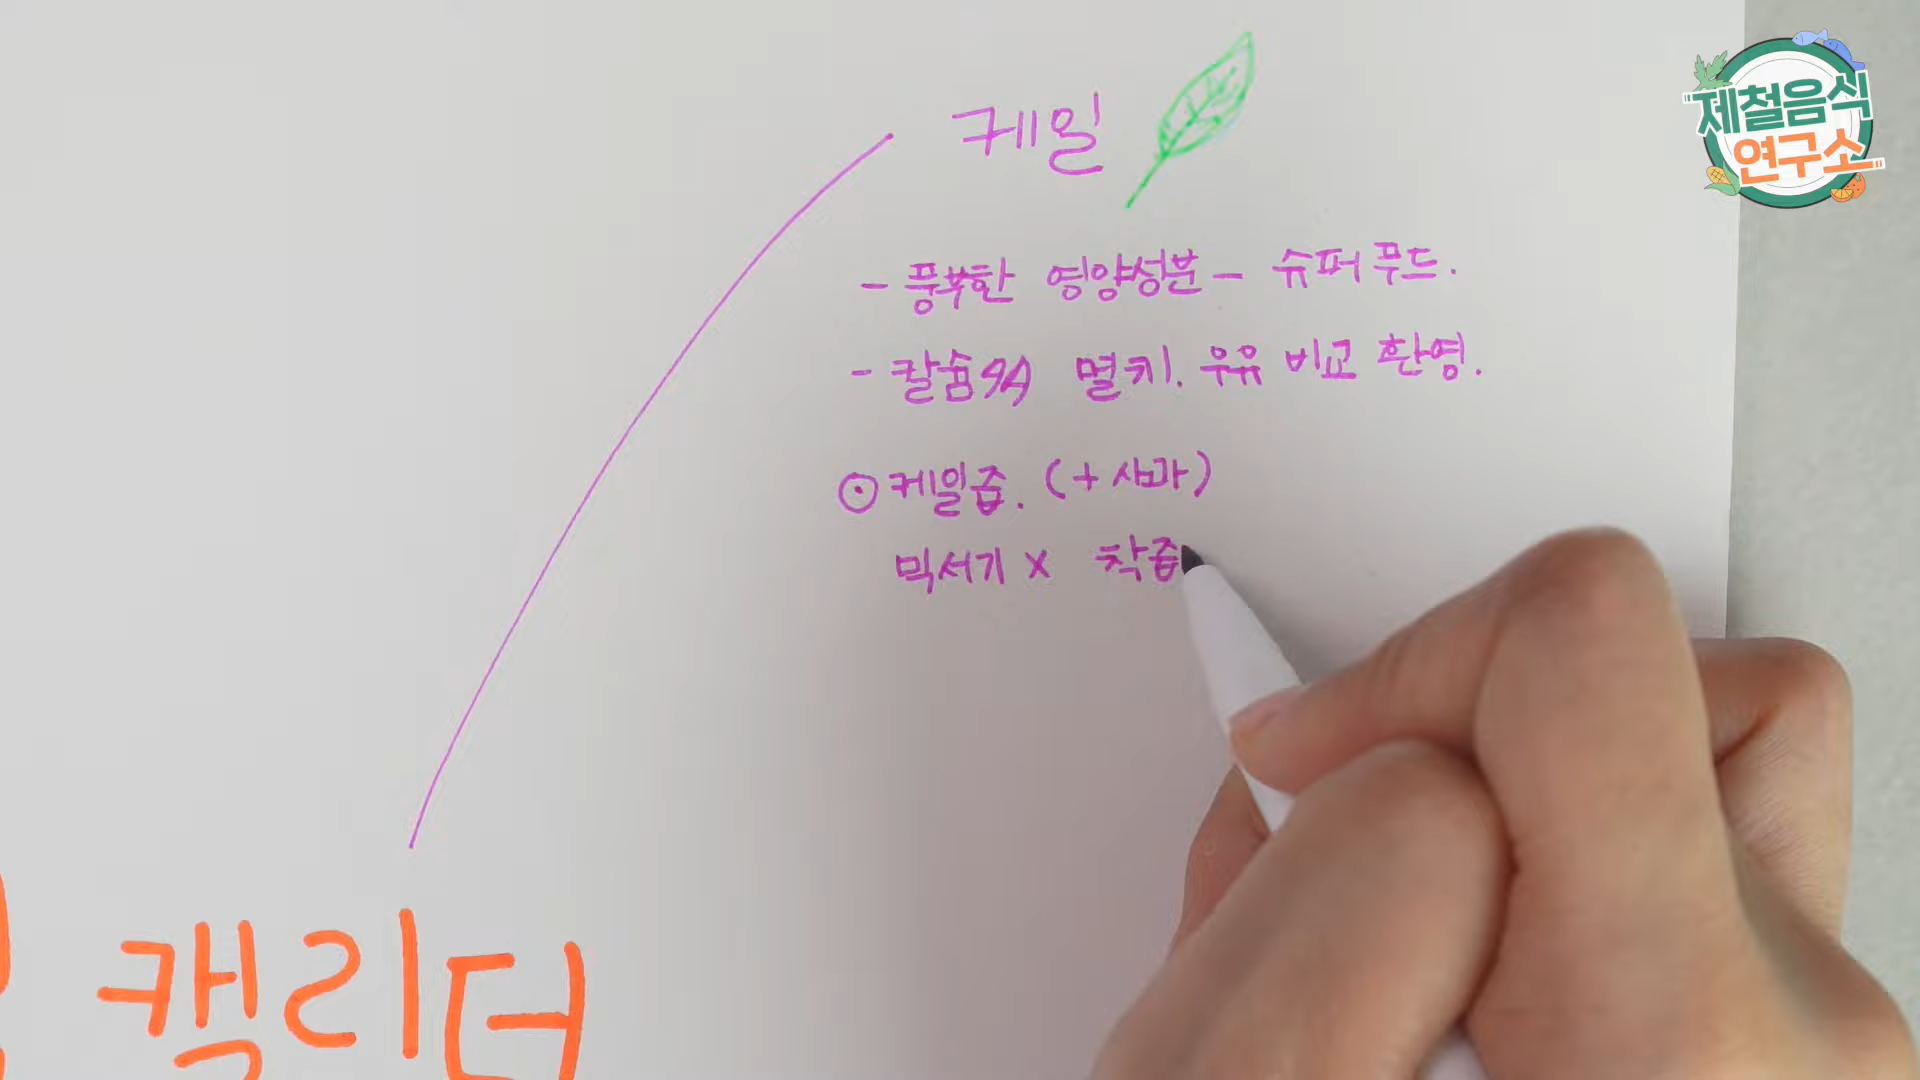 케일
"제철음식
연구소"
- 풍부한 영양성분 - 슈퍼푸드.
- 칼슘왕 멸치. 우유 비교 환영.
⊙ 케일즙. (+ 사과)
믹서기 x 착즙
캘리터